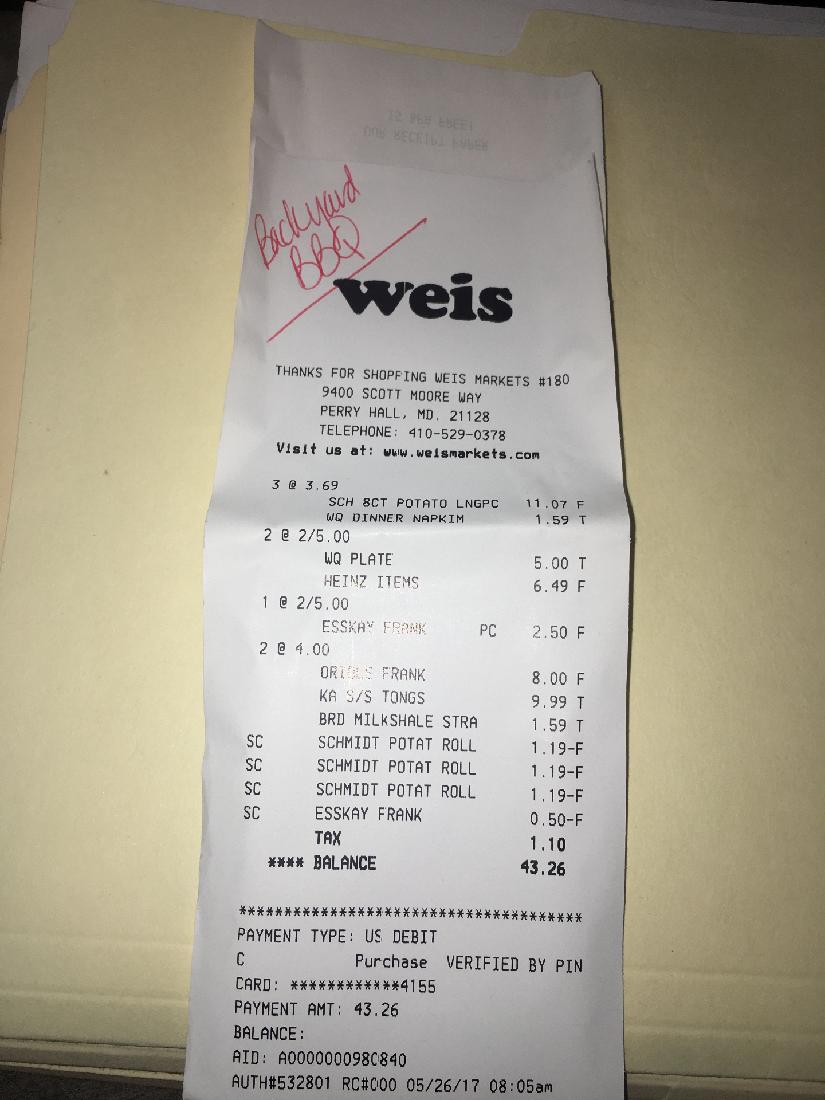 IS BPA FREE!
OUR RECEIPT PAPER
Backyard
BBQ
weis
THANKS FOR SHOPPING WEIS MARKETS #180
9400 SCOTT MOORE WAY
PERRY HALL, MD. 21128
TELEPHONE: 410-529-0378
Visit us at: www.weismarkets.com
3 @ 3.69
SCH 8CT POTATO LNGPC 11.07 F
WQ DINNER NAPKIM 1.59 T
2 @ 2/5.00
WQ PLATE 5.00 T
HEINZ ITEMS 6.49 F
1 @ 2/5.00
ESSKAY FRANK PC 2.50 F
2 @ 4.00
ORIOLS FRANK 8.00 F
KA S/S TONGS 9.99 T
BRD MILKSHALE STRA 1.59 T
SC SCHMIDT POTAT ROLL 1.19-F
SC SCHMIDT POTAT ROLL 1.19-F
SC SCHMIDT POTAT ROLL 1.19-F
SC ESSKAY FRANK 0.50-F
TAX 1.10
**** BALANCE 43.26
**************************************
PAYMENT TYPE: US DEBIT
C Purchase VERIFIED BY PIN
CARD: ************4155
PAYMENT AMT: 43.26
BALANCE:
AID: A0000000980840
AUTH#532801 RC#000 05/26/17 08:05am